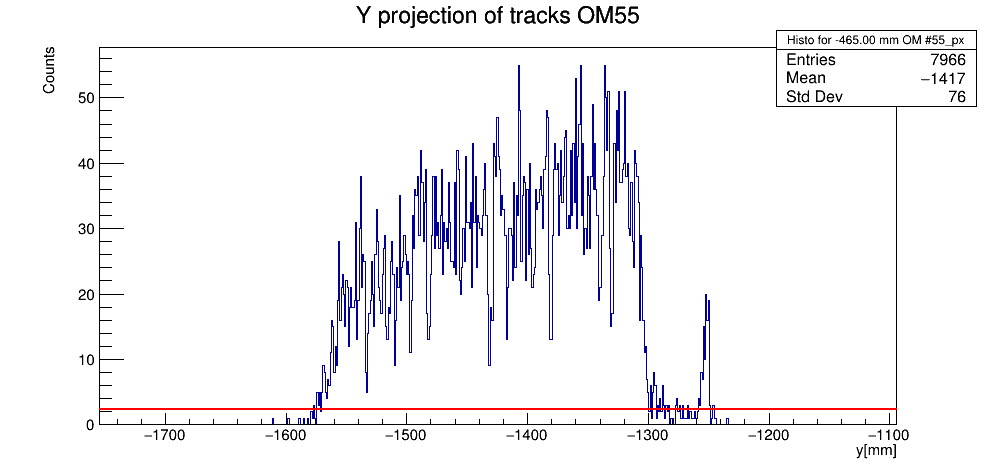 Y projection of tracks OM55
Histo for -465.00 mm OM #55_px
Entries 7966
Mean −1417
Std Dev 76
Counts
50
40
30
20
10
0
−1700 −1600 −1500 −1400 −1300 −1200 −1100
y[mm]